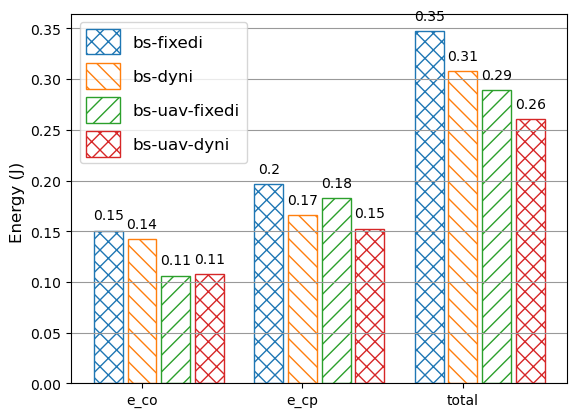 0.35
0.35
bs-fixedi
bs-dyni
bs-uav-fixedi
bs-uav-dyni
0.31
0.30
0.29
0.26
0.25
0.2
0.20
0.18
0.17
0.15
0.15
0.14
0.15
0.11
0.11
0.10
0.05
0.00
Energy (J)
e_co
e_cp
total